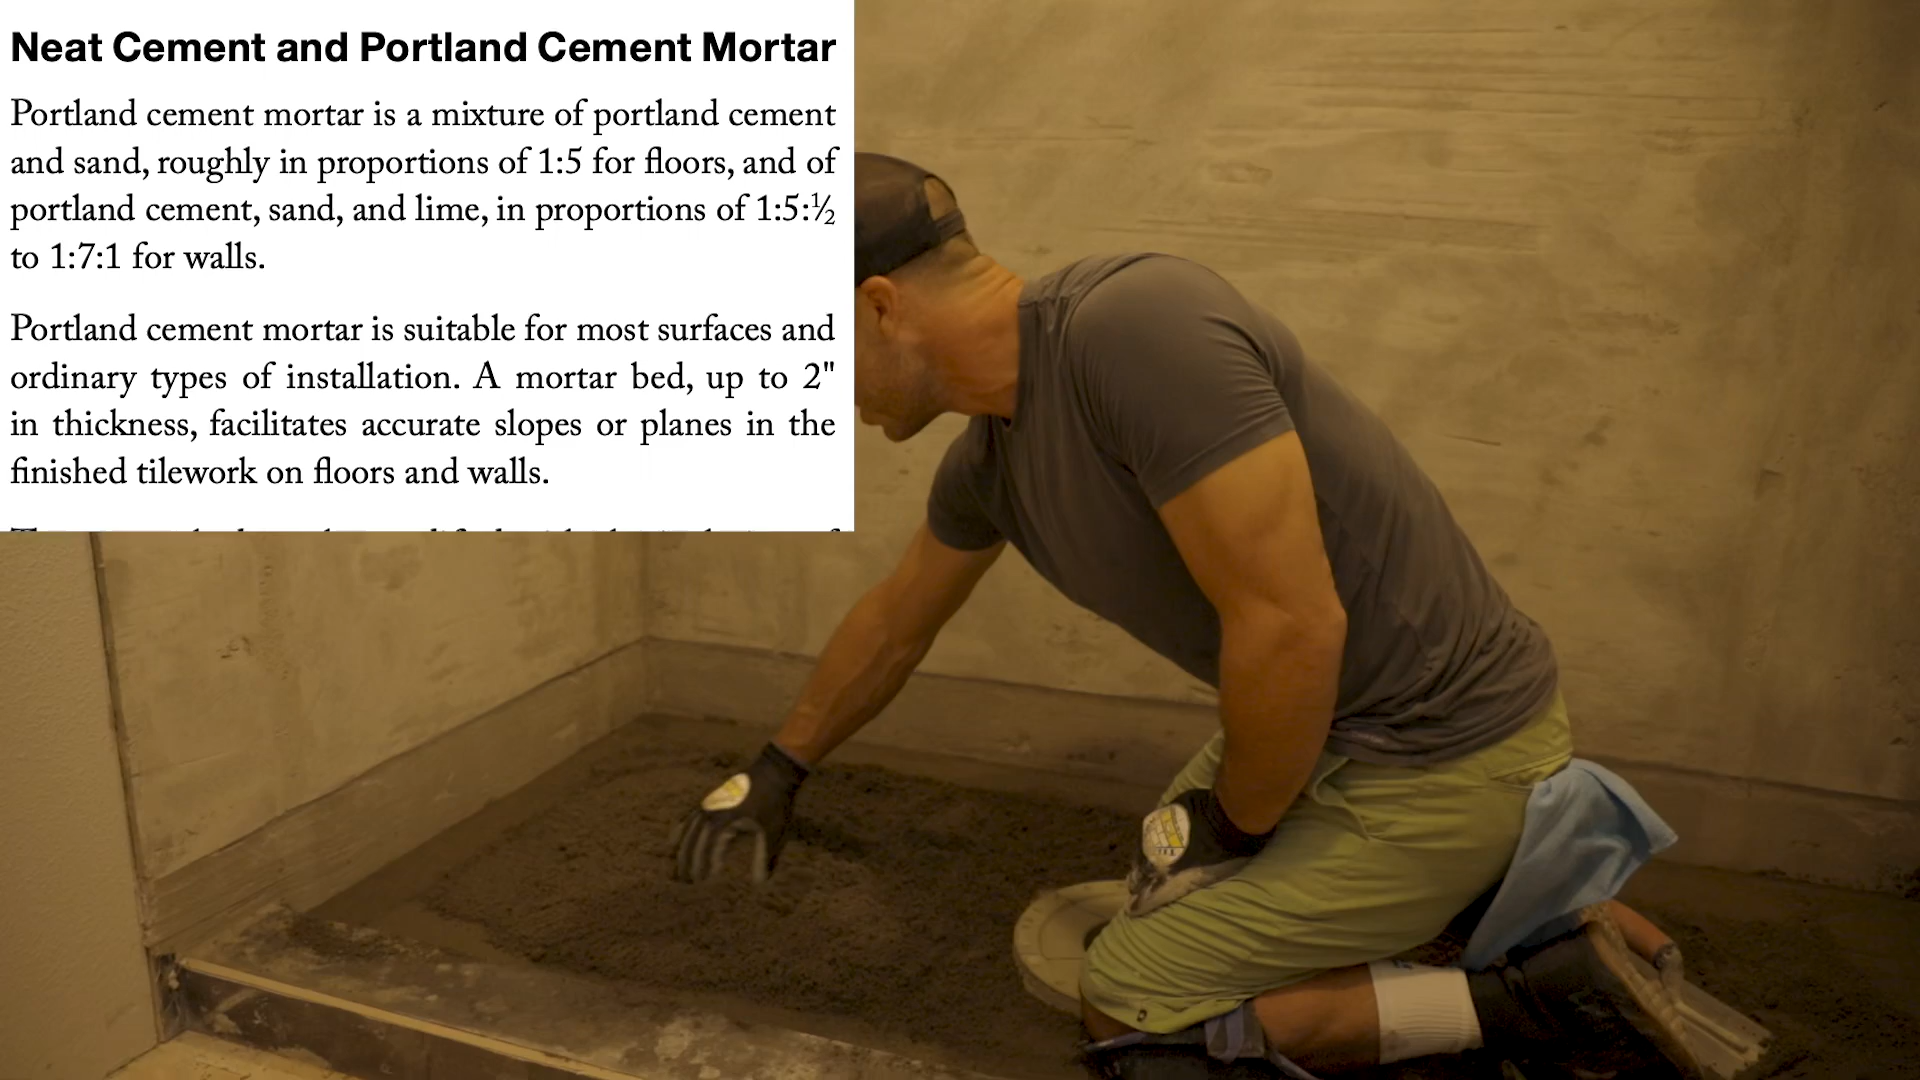 Neat Cement and Portland Cement Mortar
Portland cement mortar is a mixture of portland cement
and sand, roughly in proportions of 1:5 for floors, and of
portland cement, sand, and lime, in proportions of 1:5:½
to 1:7:1 for walls.
Portland cement mortar is suitable for most surfaces and
ordinary types of installation. A mortar bed, up to 2"
in thickness, facilitates accurate slopes or planes in the
finished tilework on floors and walls.